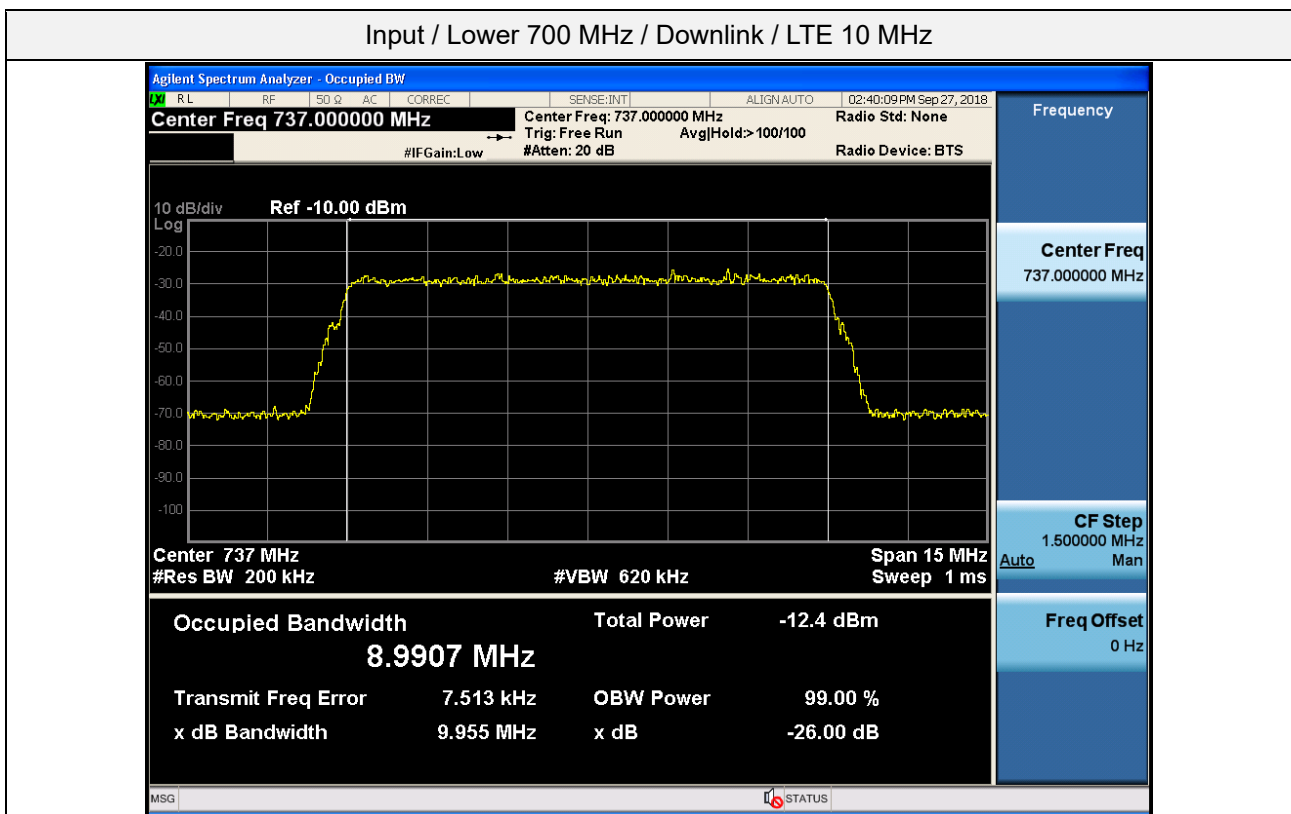 Input / Lower 700 MHz / Downlink / LTE 10 MHz
Agilent Spectrum Analyzer - Occupied BW
LXI RL RF 50 Ω AC CORREC SENSE:INT ALIGN AUTO 02:40:09 PM Sep 27, 2018
Center Freq 737.000000 MHz Center Freq: 737.000000 MHz Radio Std: None
Trig: Free Run Avg|Hold:> 100/100
#IFGain:Low #Atten: 20 dB Radio Device: BTS
Frequency
10 dB/div Ref -10.00 dBm
Log
-20.0
-30.0
-40.0
-50.0
-60.0
-70.0
-80.0
-90.0
-100
Center Freq
737.000000 MHz
CF Step
1.500000 MHz
Auto Man
Freq Offset
0 Hz
Center 737 MHz Span 15 MHz
#Res BW 200 kHz #VBW 620 kHz Sweep 1 ms
Occupied Bandwidth Total Power -12.4 dBm
8.9907 MHz
Transmit Freq Error 7.513 kHz OBW Power 99.00 %
x dB Bandwidth 9.955 MHz x dB -26.00 dB
MSG STATUS